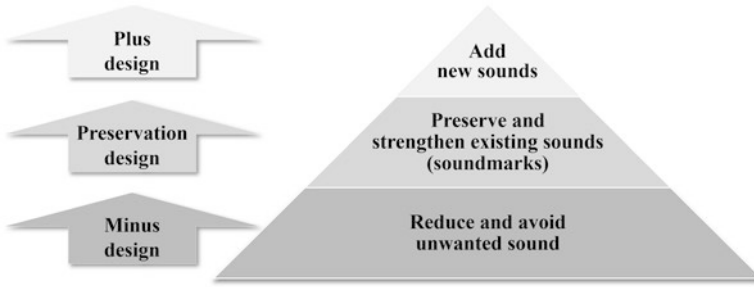 Plus
design
Add
new sounds
Preservation
design
Preserve and
strengthen existing sounds
(soundmarks)
Minus
design
Reduce and avoid
unwanted sound